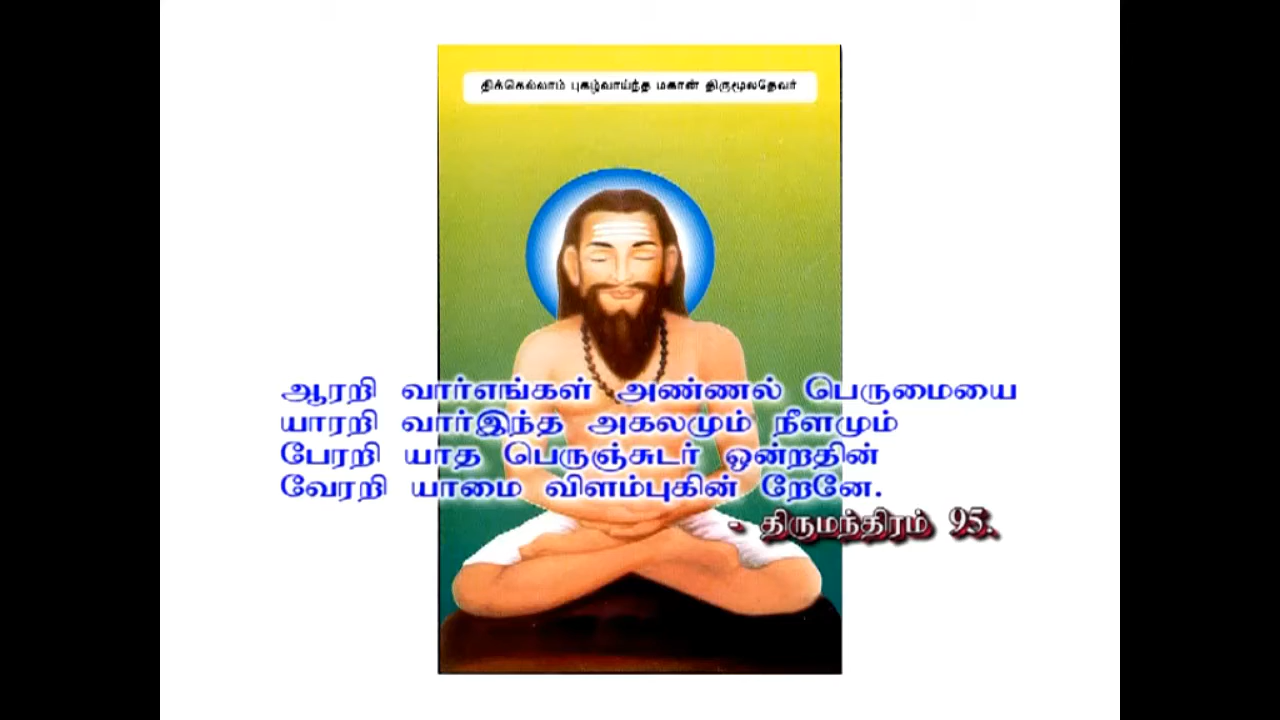 திக்கெல்லாம் புகழ்வாய்ந்த மகான் திருமூலதேவர்
ஆரறி வார்எங்கள் அண்ணல் பெருமையை
யாரறி வார்இந்த அகலமும் நீளமும்
பேரறி யாத பெருஞ்சுடர் ஒன்றதின்
வேரறி யாமை விளம்புகின் றேனே.
- திருமந்திரம் 95.